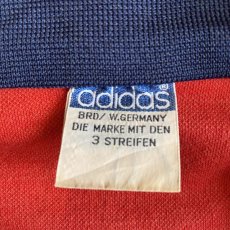 adidas®
BRD/W.GERMANY
DIE MARKE MIT DEN
3 STREIFEN